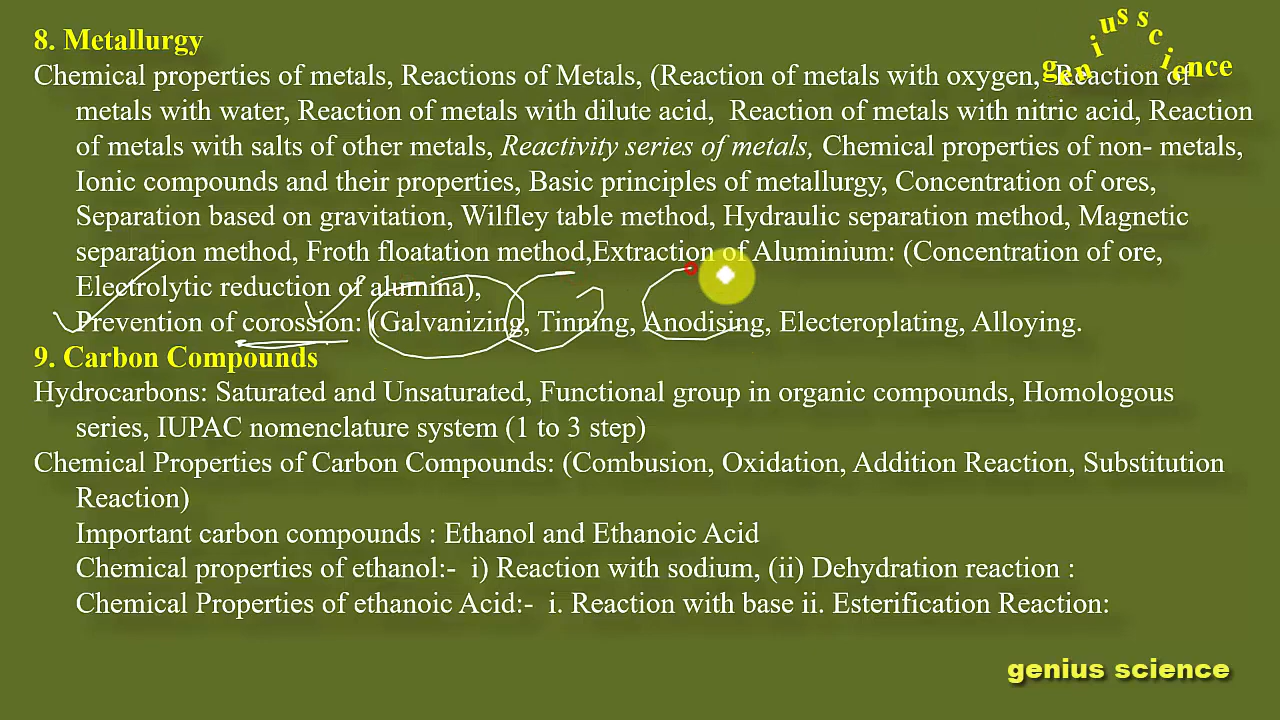 8. Metallurgy
genius science
Chemical properties of metals, Reactions of Metals, (Reaction of metals with oxygen, Reaction of
metals with water, Reaction of metals with dilute acid, Reaction of metals with nitric acid, Reaction
of metals with salts of other metals, Reactivity series of metals, Chemical properties of non- metals,
Ionic compounds and their properties, Basic principles of metallurgy, Concentration of ores,
Separation based on gravitation, Wilfley table method, Hydraulic separation method, Magnetic
separation method, Froth floatation method,Extraction of Aluminium: (Concentration of ore,
Electrolytic reduction of alumina),
Prevention of corossion: (Galvanizing, Tinning, Anodising, Electeroplating, Alloying.
9. Carbon Compounds
Hydrocarbons: Saturated and Unsaturated, Functional group in organic compounds, Homologous
series, IUPAC nomenclature system (1 to 3 step)
Chemical Properties of Carbon Compounds: (Combusion, Oxidation, Addition Reaction, Substitution
Reaction)
Important carbon compounds : Ethanol and Ethanoic Acid
Chemical properties of ethanol:- i) Reaction with sodium, (ii) Dehydration reaction :
Chemical Properties of ethanoic Acid:- i. Reaction with base ii. Esterification Reaction:
genius science